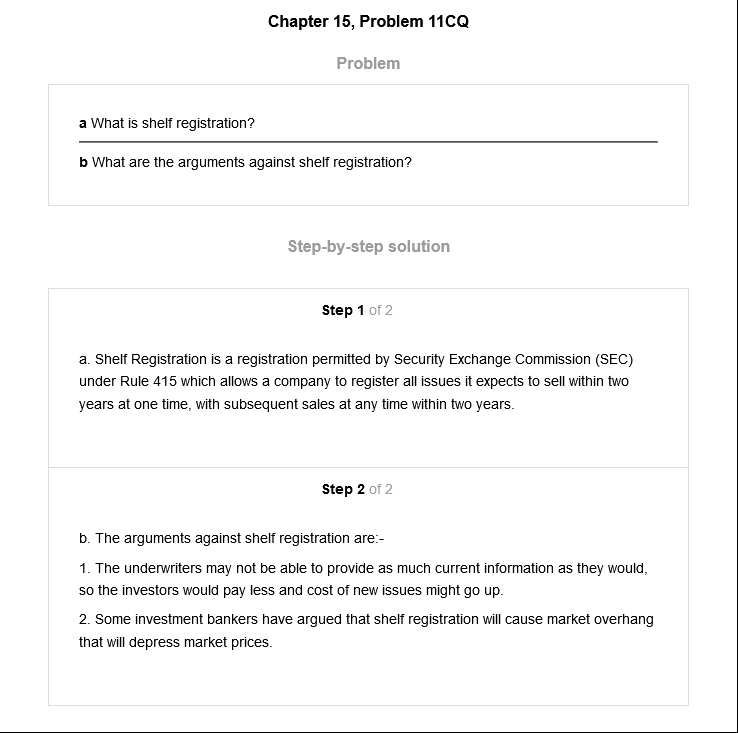 Chapter 15, Problem 11CQ
Problem
a What is shelf registration?
b What are the arguments against shelf registration?
Step-by-step solution
Step 1 of 2
a. Shelf Registration is a registration permitted by Security Exchange Commission (SEC)
under Rule 415 which allows a company to register all issues it expects to sell within two
years at one time, with subsequent sales at any time within two years.
Step 2 of 2
b. The arguments against shelf registration are:-
1. The underwriters may not be able to provide as much current information as they would,
so the investors would pay less and cost of new issues might go up.
2. Some investment bankers have argued that shelf registration will cause market overhang
that will depress market prices.